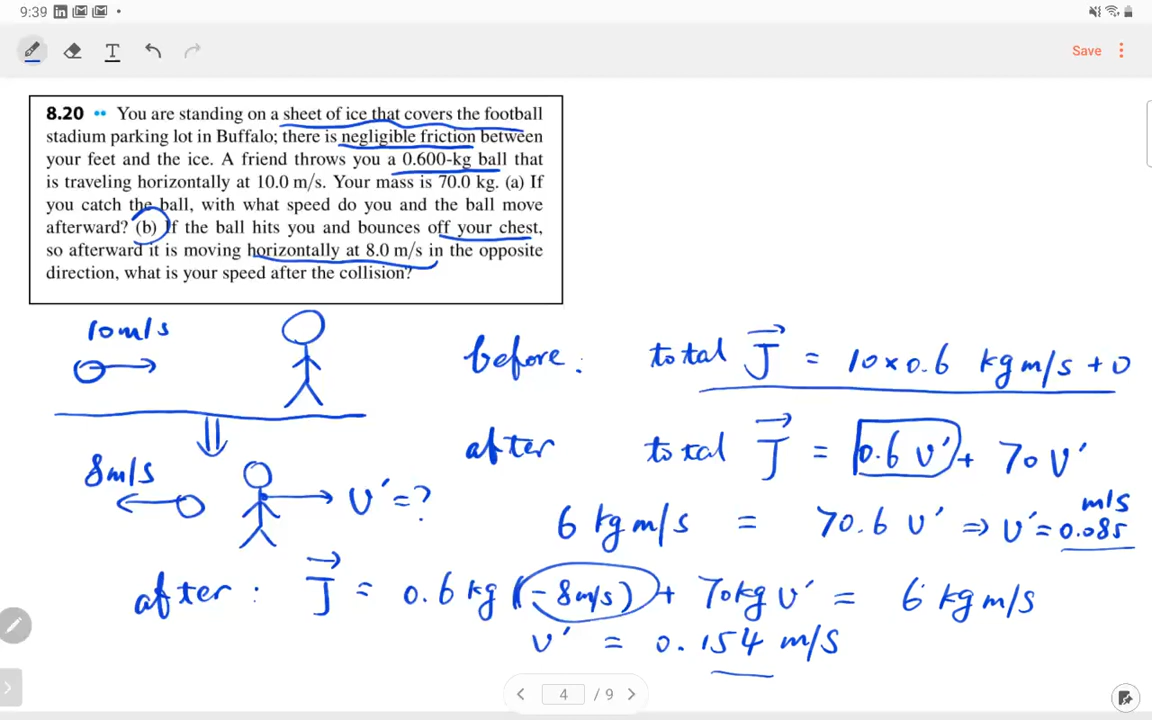 9:39
Save
8.20 •• You are standing on a sheet of ice that covers the football
stadium parking lot in Buffalo; there is negligible friction between
your feet and the ice. A friend throws you a 0.600-kg ball that
is traveling horizontally at 10.0 m/s. Your mass is 70.0 kg. (a) If
you catch the ball, with what speed do you and the ball move
afterward? (b) If the ball hits you and bounces off your chest,
so afterward it is moving horizontally at 8.0 m/s in the opposite
direction, what is your speed after the collision?
10m/s
before: total J⃗ = 10×0.6 kg m/s + 0
after total J⃗ = 0.6 v' + 70 v'
8m/s
v' = ?
6 kg m/s = 70.6 v' ⇒ v' = 0.085 m/s
after: J⃗ = 0.6 kg (-8m/s) + 70kg v' = 6 kg m/s
v' = 0.154 m/s
4 / 9